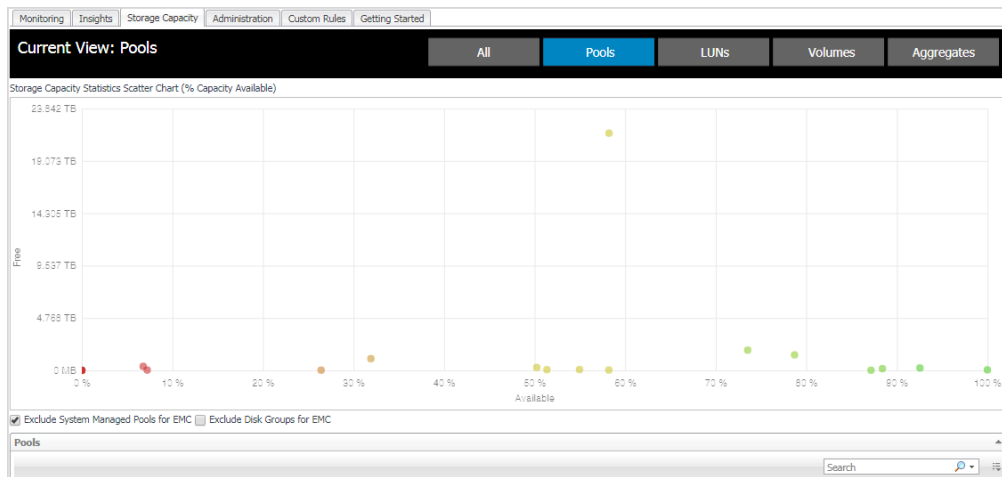 Monitoring Insights Storage Capacity Administration Custom Rules Getting Started
Current View: Pools All Pools LUNs Volumes Aggregates
Storage Capacity Statistics Scatter Chart (% Capacity Available)
23.842 TB
19.073 TB
14.305 TB
9.537 TB
4.768 TB
0 MB
Free
0 % 10 % 20 % 30 % 40 % 50 % 60 % 70 % 80 % 90 % 100 %
Available
Exclude System Managed Pools for EMC Exclude Disk Groups for EMC
Pools
Search